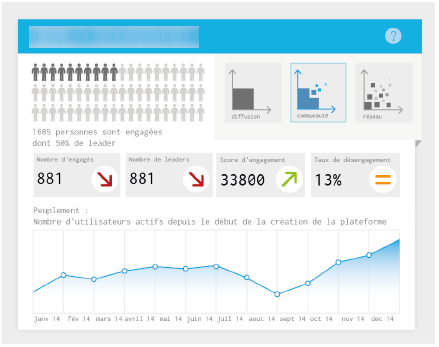 ?
diffusion
communauté
réseau
1685 personnes sont engagées
dont 50% de leader
Nombre d'engagés
881
Nombre de leaders
881
Score d'engagement
33800
Taux de désengagement
13%
Peuplement :
Nombre d'utilisateurs actifs depuis le début de la création de la plateforme
janv 14 fév 14 mars 14 avril 14 mai 14 juin 14 juil 14 aout 14 sept 14 oct 14 nov 14 dec 14